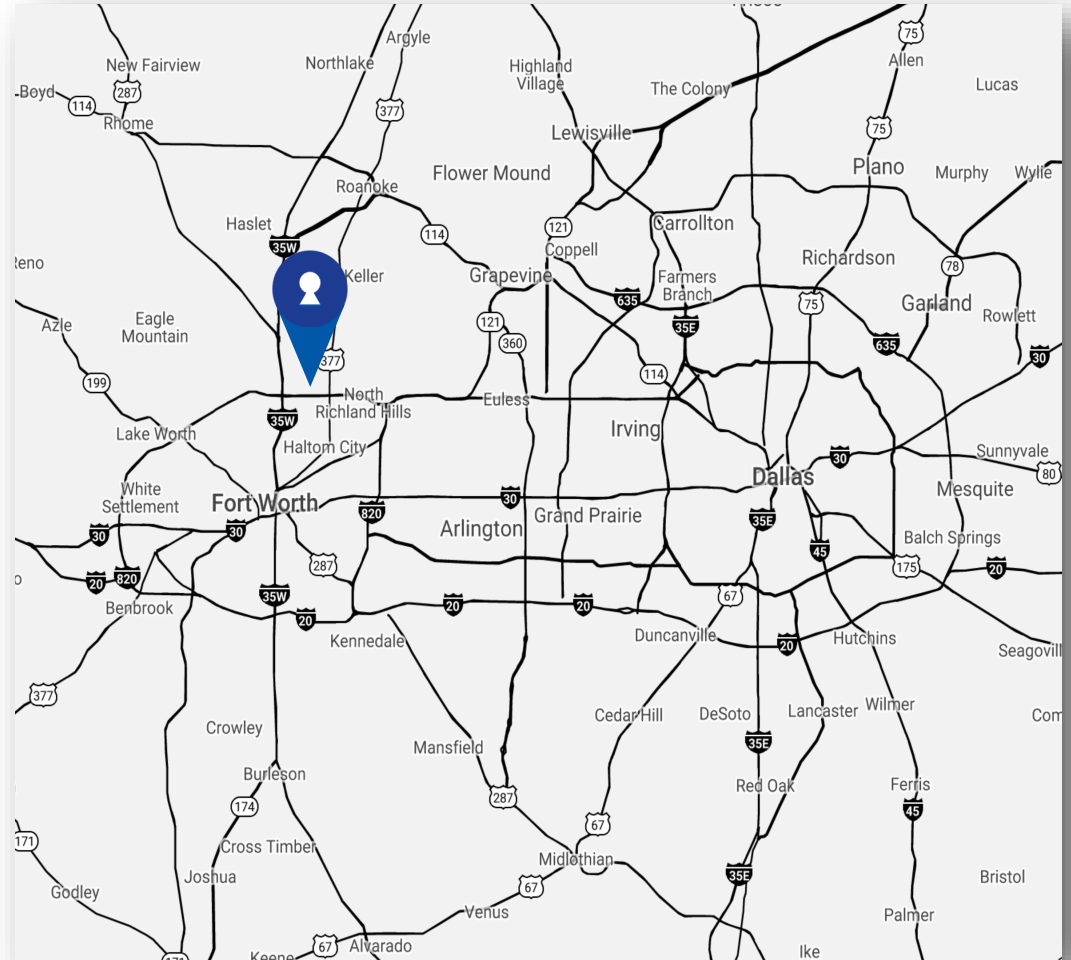 Argyle
75
New Fairview
Northlake
Highland
Village
Allen
287
The Colony
Lucas
Boyd
114
377
Rhome
75
Lewisville
Plano
Flower Mound
Murphy
Wylie
Roanoke
Haslet
114
121
Carrollton
35W
Coppell
Richardson
78
Keller
Grapevine
Farmers
Branch
635
75
Garland
Azle
Eagle
Mountain
121
360
35E
Rowlett
635
30
377
199
114
North
Richland Hills
Euless
35W
Lake Worth
Haltom City
Irving
30
Sunnyvale
80
Dallas
White
Settlement
Fort Worth
30
Mesquite
820
Grand Prairie
35E
Arlington
30
30
Balch Springs
45
287
175
20
20
820
35W
67
Benbrook
20
20
20
Kennedale
Duncanville
20
Hutchins
377
Crowley
Cedar Hill
DeSoto
Lancaster
Wilmer
Mansfield
35E
Burleson
Red Oak
Ferris
174
287
45
67
171
Cross Timber
Midlothian
Joshua
35E
Bristol
Godley
67
Venus
Palmer
67
Alvarado
Ike